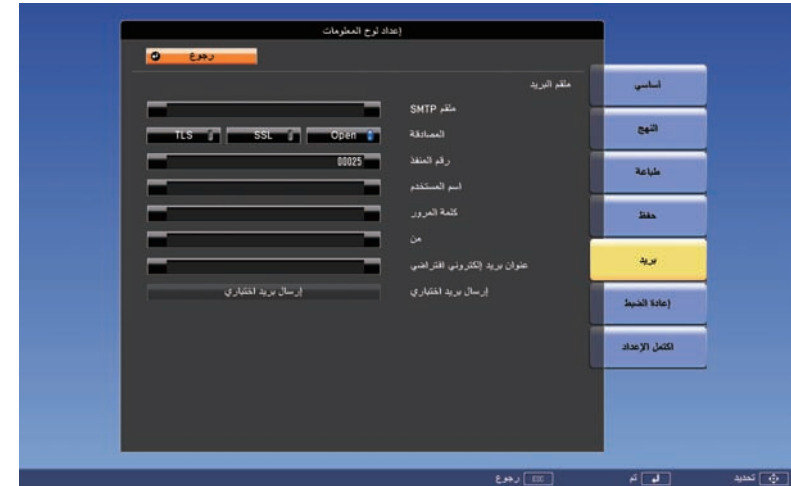 إعداد لوح المعلومات
رجوع
ملقم البريد
ملقم SMTP
المصادقة Open SSL TLS
رقم المنفذ 00025
اسم المستخدم
كلمة المرور
من
عنوان بريد إلكتروني افتراضي
إرسال بريد اختباري إرسال بريد اختباري
أساسي
النهج
طباعة
حفظ
بريد
إعادة الضبط
اكتمل الإعداد
تحديد تم ESC رجوع